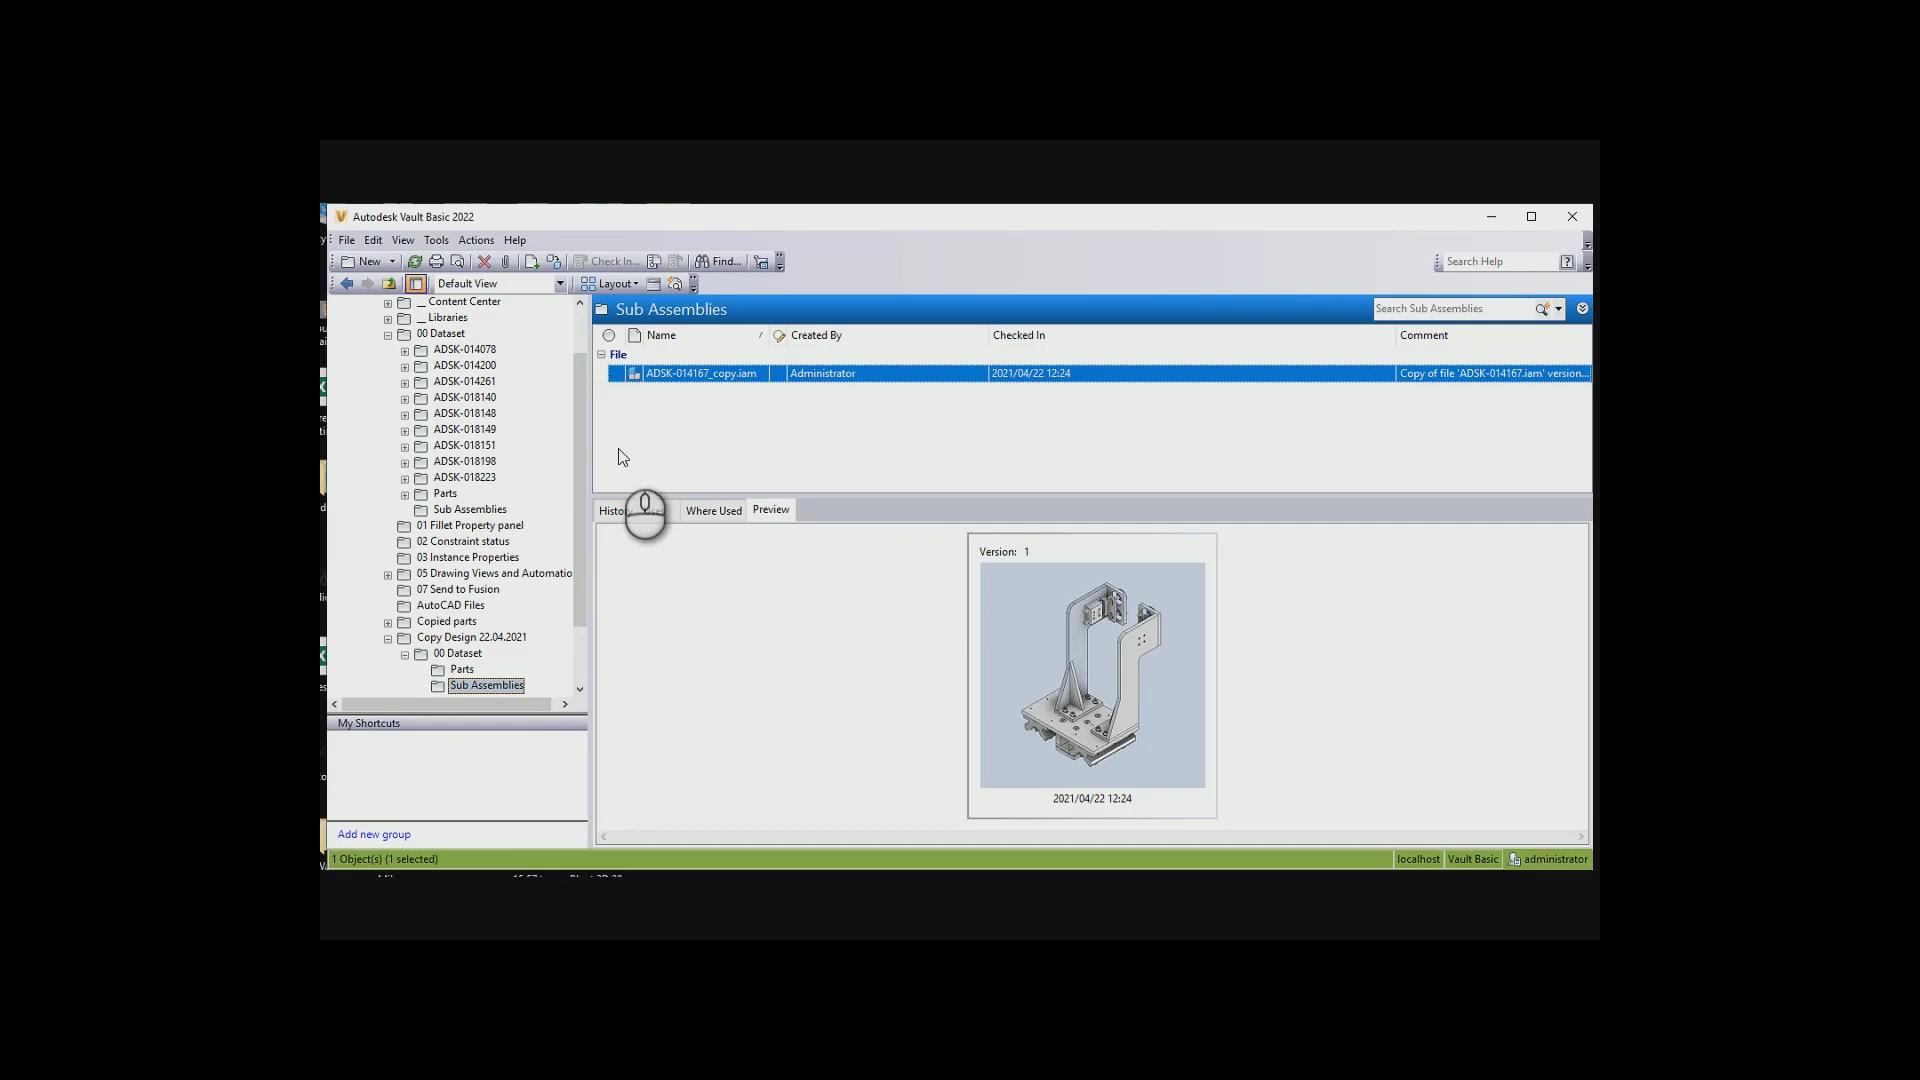 Autodesk Vault Basic 2022
File Edit View Tools Actions Help
New Check In... Find... Search Help
Default View Layout
__ Content Center
__ Libraries
00 Dataset
ADSK-014078
ADSK-014200
ADSK-014261
ADSK-018140
ADSK-018148
ADSK-018149
ADSK-018151
ADSK-018198
ADSK-018223
Parts
Sub Assemblies
01 Fillet Property panel
02 Constraint status
03 Instance Properties
05 Drawing Views and Automatio
07 Send to Fusion
AutoCAD Files
Copied parts
Copy Design 22.04.2021
00 Dataset
Parts
Sub Assemblies
My Shortcuts
Add new group
Sub Assemblies Search Sub Assemblies
Name Created By Checked In Comment
File
ADSK-014167_copy.iam Administrator 2021/04/22 12:24 Copy of file 'ADSK-014167.iam' version...
Where Used Preview
Version: 1
2021/04/22 12:24
1 Object(s) (1 selected) localhost Vault Basic administrator